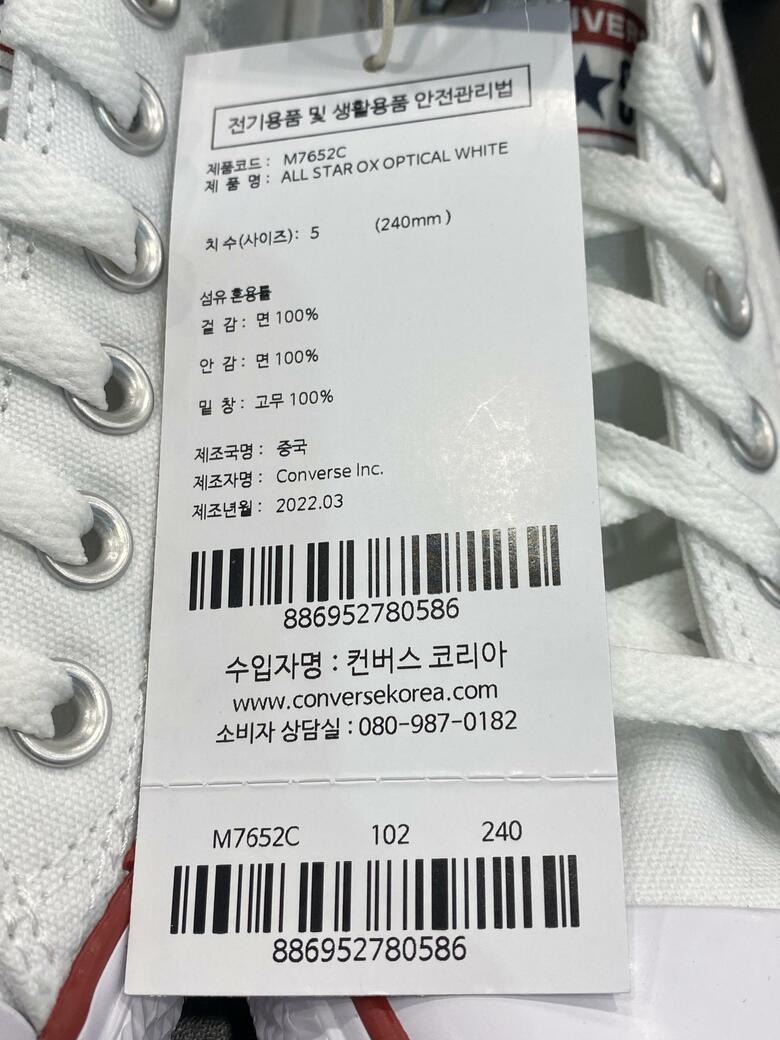 전기용품 및 생활용품 안전관리법
제품코드 : M7652C
제 품 명 : ALL STAR OX OPTICAL WHITE
치 수(사이즈) : 5 (240mm )
섬유 혼용률
겉 감 : 면 100%
안 감 : 면 100%
밑 창 : 고무 100%
제조국명 : 중국
제조자명 : Converse Inc.
제조년월 : 2022.03
886952780586
수입자명 : 컨버스 코리아
www.conversekorea.com
소비자 상담실 : 080-987-0182
M7652C 102 240
886952780586